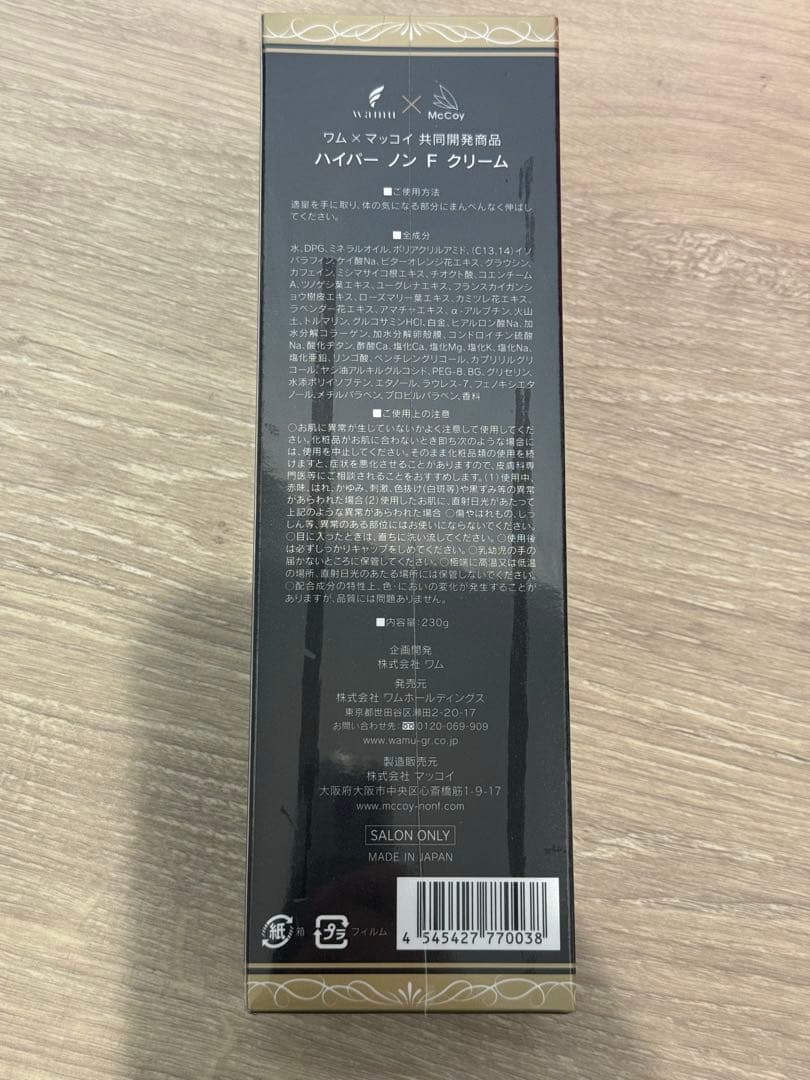 wamu × McCoy
ワム×マッコイ 共同開発商品
ハイパー ノン F クリーム
■ご使用方法
適量を手に取り、体の気になる部分にまんべんなく伸ばし
てください。
■全成分
水、DPG、ミネラルオイル、ポリアクリルアミド、(C13,14)イソ
パラフィン、ケイ酸Na、ビターオレンジ花エキス、グラウシン、
カフェイン、ミシマサイコ根エキス、チオクト酸、コエンチーム
A、ツノゲシ葉エキス、ユーグレナエキス、フランスカイガンシ
ョウ樹皮エキス、ローズマリー葉エキス、カミツレ花エキス、
ラベンダー花エキス、アマチャエキス、α-アルブチン、火山
土、トルマリン、グルコサミンHCl、白金、ヒアルロン酸Na、加
水分解コラーゲン、加水分解卵殻膜、コンドロイチン硫酸
Na、酸化チタン、酢酸Ca、塩化Ca、塩化Mg、塩化K、塩化Na、
塩化亜鉛、リンゴ酸、ペンチレングリコール、カプリリルグリ
コール、ヤシ油アルキルグルコシド、PEG-8、BG、グリセリン、
水添ポリイソブテン、エタノール、ラウレス-7、フェノキシエタ
ノール、メチルパラベン、プロピルパラベン、香料
■ご使用上の注意
○お肌に異常が生じていないかよく注意して使用してくだ
さい。化粧品がお肌に合わないとき即ち次のような場合に
は、使用を中止してください。そのまま化粧品類の使用を続
けますと、症状を悪化させることがありますので、皮膚科専
門医等にご相談されることをおすすめします。(1)使用中、
赤味、はれ、かゆみ、刺激、色抜け(白斑等)や黒ずみ等の異常
があらわれた場合(2)使用したお肌に、直射日光があたって
上記のような異常があらわれた場合 ○傷やはれもの、しっ
しん等、異常のある部位にはお使いにならないでください。
○目に入ったときは、直ちに洗い流してください。○使用後
は必ずしっかりキャップをしめてください。○乳幼児の手の
届かないところに保管してください。○極端に高温又は低温
の場所、直射日光のあたる場所には保管しないでください。
○配合成分の特性上、色・においの変化が発生することが
ありますが、品質には問題ありません。
■内容量:230g
企画開発
株式会社 ワム
発売元
株式会社 ワムホールディングス
東京都世田谷区瀬田2-20-17
お問い合わせ先:0120-069-909
www.wamu-gr.co.jp
製造販売元
株式会社 マッコイ
大阪府大阪市中央区心斎橋筋1-9-17
www.mccoy-nonf.com
SALON ONLY
MADE IN JAPAN
紙 箱 プラ フィルム
4 545427 770038